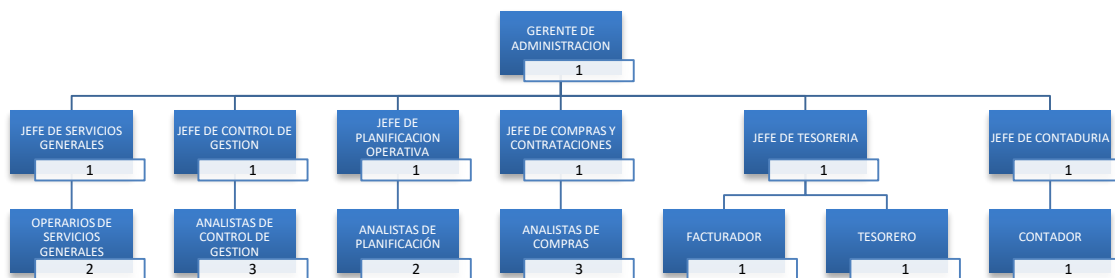 GERENTE DE
ADMINISTRACION
1
JEFE DE SERVICIOS
GENERALES
1
JEFE DE CONTROL DE
GESTION
1
JEFE DE
PLANIFICACION
OPERATIVA
1
JEFE DE COMPRAS Y
CONTRATACIONES
1
JEFE DE TESORERIA
1
JEFE DE CONTADURIA
1
OPERARIOS DE
SERVICIOS
GENERALES
2
ANALISTAS DE
CONTROL DE
GESTION
3
ANALISTAS DE
PLANIFICACIÓN
2
ANALISTAS DE
COMPRAS
3
FACTURADOR
1
TESORERO
1
CONTADOR
1